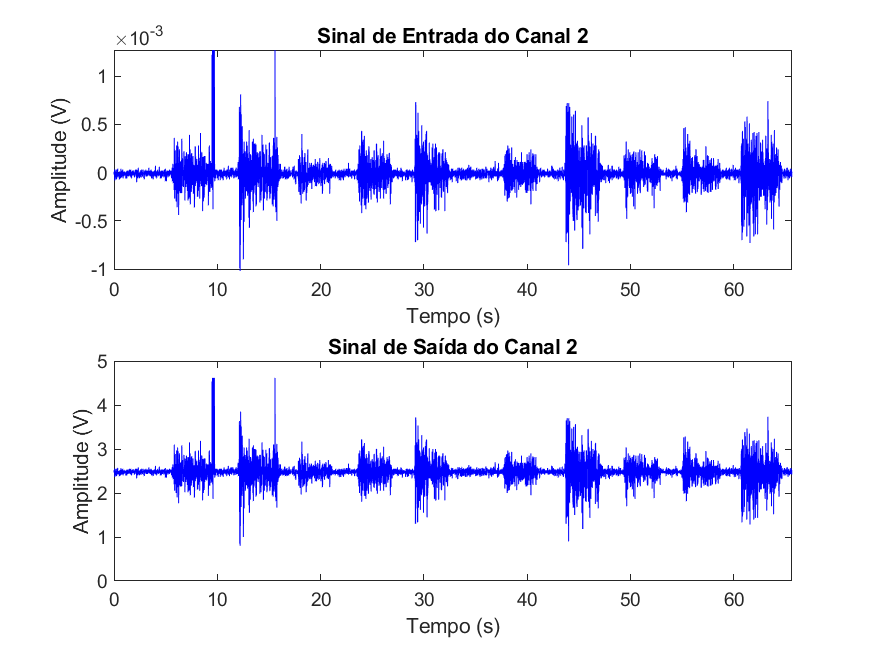 Sinal de Entrada do Canal 2
×10-3
1
0.5
0
-0.5
-1
Amplitude (V)
0 10 20 30 40 50 60
Tempo (s)
Sinal de Saída do Canal 2
5
4
3
2
1
0
Amplitude (V)
0 10 20 30 40 50 60
Tempo (s)